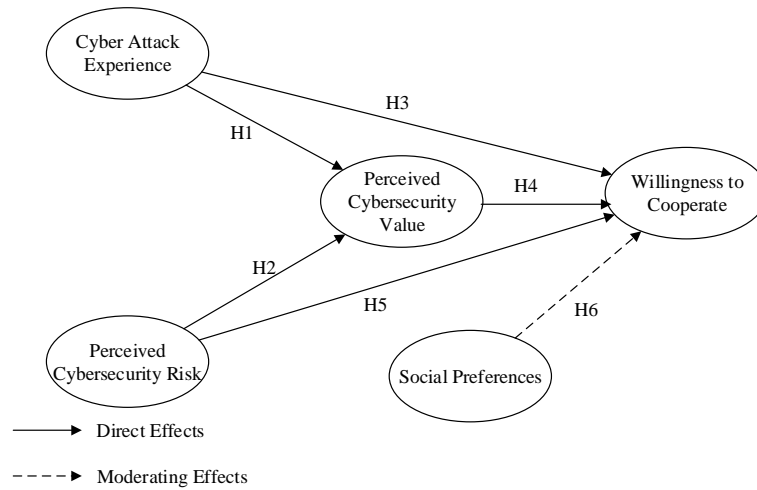 Cyber Attack
Experience
H3
H1
Perceived
Cybersecurity
Value
H4
Willingness to
Cooperate
H2
H5
H6
Perceived
Cybersecurity Risk
Social Preferences
Direct Effects
Moderating Effects